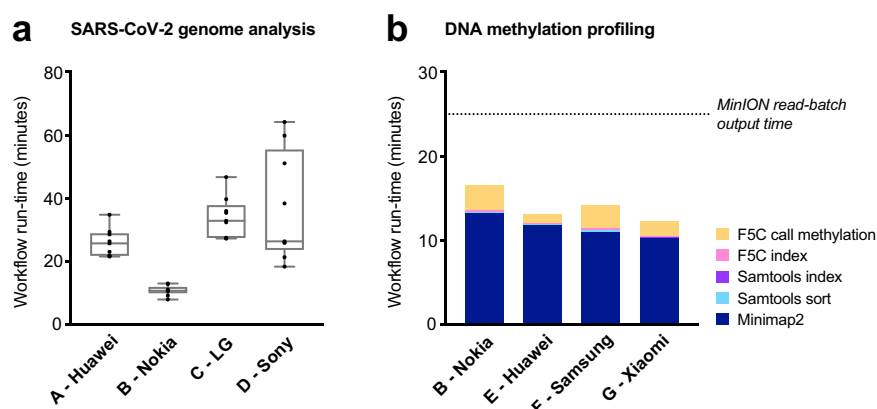 a SARS-CoV-2 genome analysis
Workflow run-time (minutes)
80
60
40
20
0
A - Huawei
B - Nokia
C - LG
D - Sony
b DNA methylation profiling
Workflow run-time (minutes)
30
20
10
0
MinION read-batch
output time
B - Nokia
E - Huawei
F - Samsung
G - Xiaomi
F5C call methylation
F5C index
Samtools index
Samtools sort
Minimap2